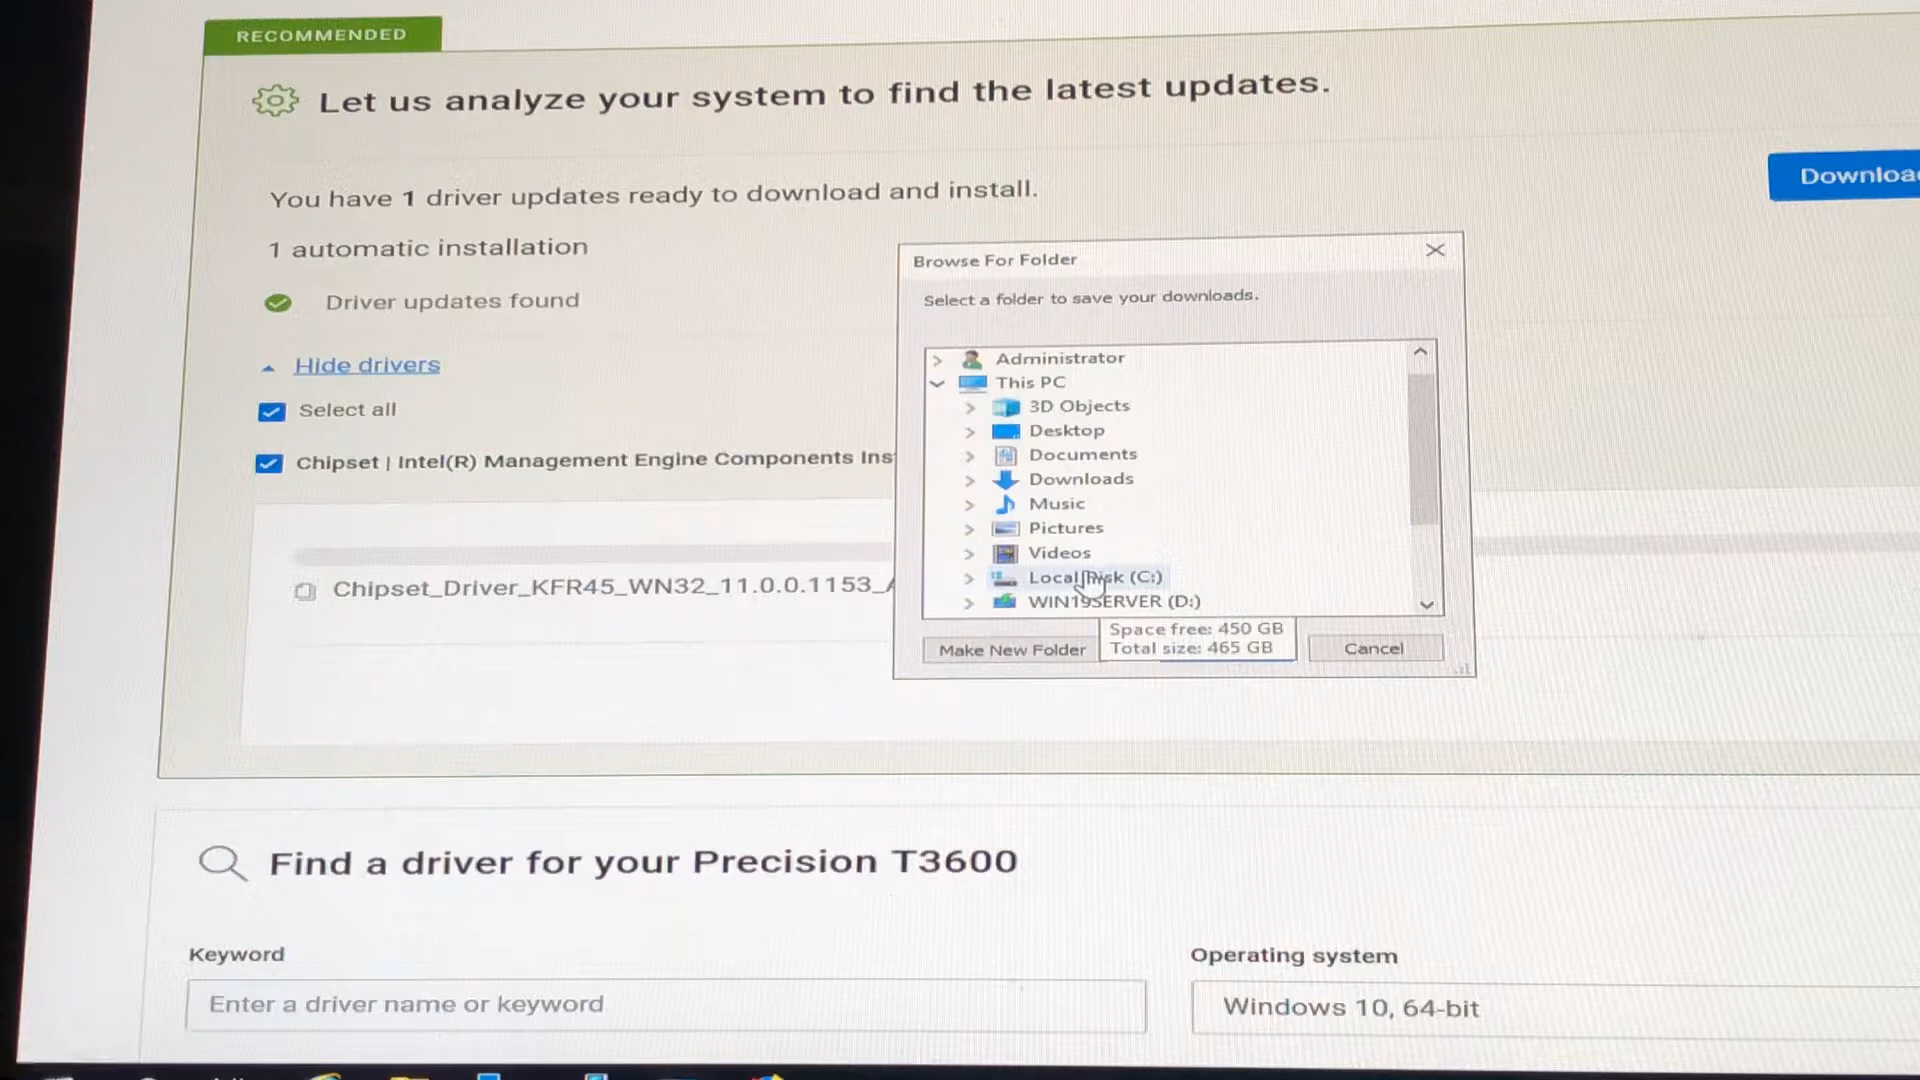 RECOMMENDED
Let us analyze your system to find the latest updates.
You have 1 driver updates ready to download and install.
1 automatic installation
Driver updates found
Hide drivers
Select all
Chipset | Intel(R) Management Engine Components Ins
Chipset_Driver_KFR45_WN32_11.0.0.1153_A
Downloa
Browse For Folder
Select a folder to save your downloads.
Administrator
This PC
3D Objects
Desktop
Documents
Downloads
Music
Pictures
Videos
Local Disk (C:)
WIN19SERVER (D:)
Space free: 450 GB
Total size: 465 GB
Make New Folder
Cancel
Find a driver for your Precision T3600
Keyword
Enter a driver name or keyword
Operating system
Windows 10, 64-bit